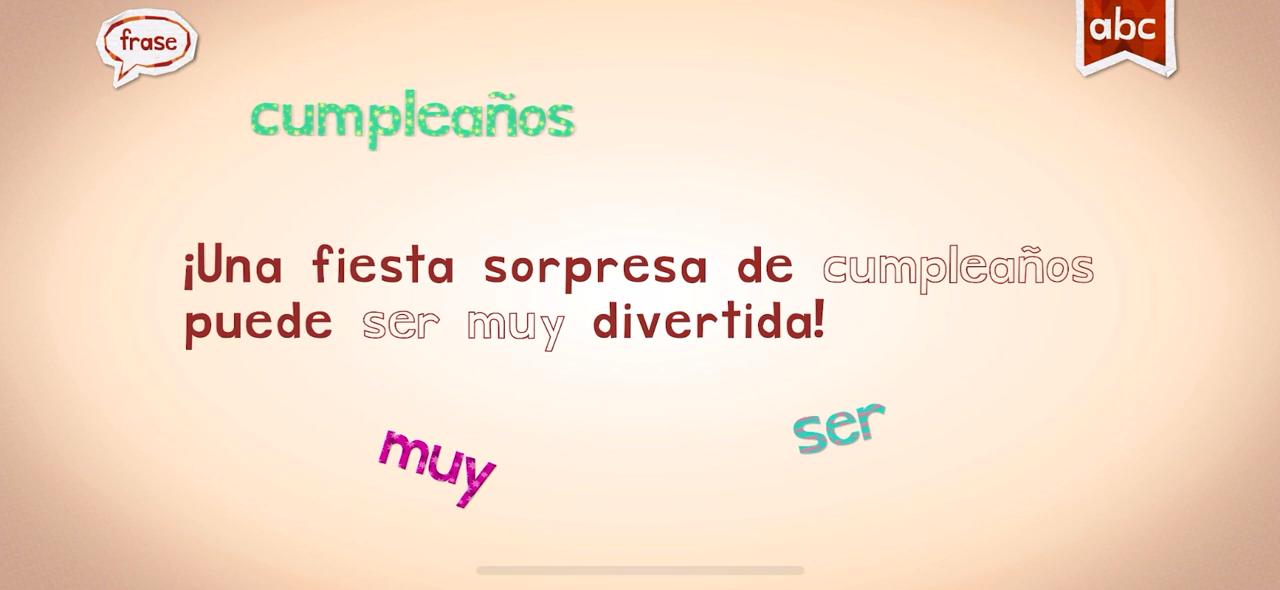 frase
abc
cumpleaños
¡Una fiesta sorpresa de cumpleaños
puede ser muy divertida!
muy
ser